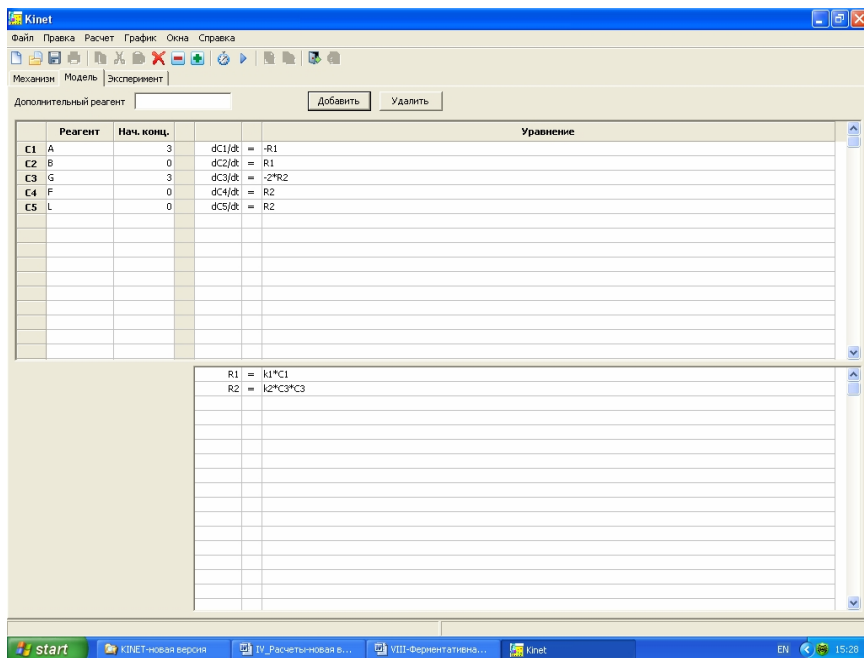 Kinet
Файл Правка Расчет График Окна Справка
Механизм Модель Эксперимент
Дополнительный реагент Добавить Удалить
Реагент Нач. конц. Уравнение
C1 A 3 dC1/dt = -R1
C2 B 0 dC2/dt = R1
C3 G 3 dC3/dt = -2*R2
C4 F 0 dC4/dt = R2
C5 L 0 dC5/dt = R2
R1 = k1*C1
R2 = k2*C3*C3
start KINET-новая версия IV_Расчеты-новая в... VIII-Ферментативна... Kinet EN 15:28